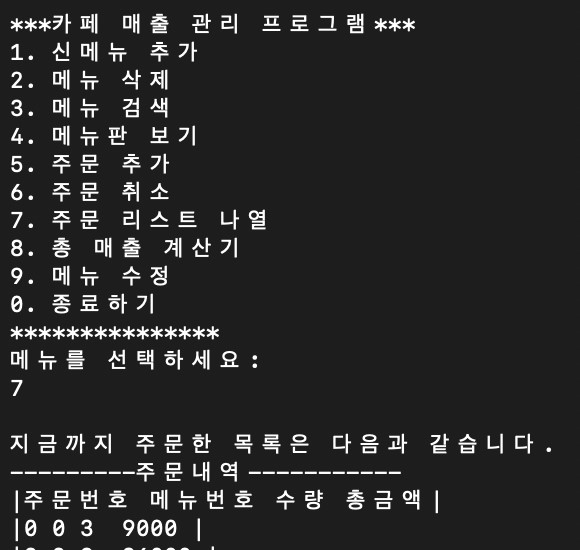 ***카페 매출 관리 프로그램***
1. 신메뉴 추가
2. 메뉴 삭제
3. 메뉴 검색
4. 메뉴판 보기
5. 주문 추가
6. 주문 취소
7. 주문 리스트 나열
8. 총 매출 계산기
9. 메뉴 수정
0. 종료하기
***************
메뉴를 선택하세요:
7
지금까지 주문한 목록은 다음과 같습니다.
---------주문내역-----------
|주문번호 메뉴번호 수량 총금액|
|0 0 3  9000 |